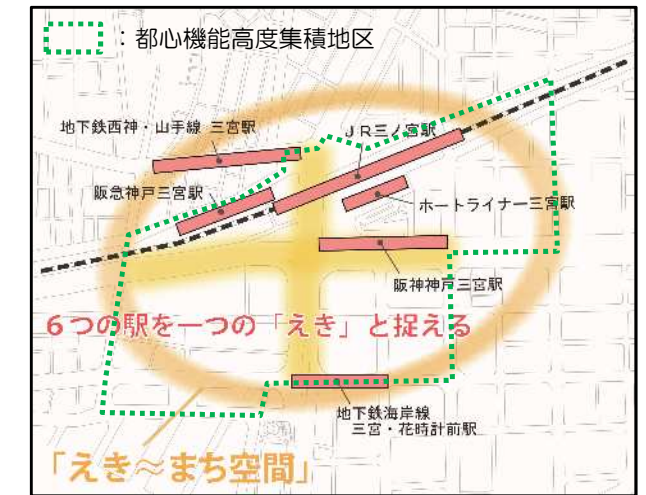 ：都心機能高度集積地区
地下鉄西神・山手線 三宮駅
ＪＲ三ノ宮駅
阪急神戸三宮駅
ホートライナー三宮駅
阪神神戸三宮駅
６つの駅を一つの「えき」と捉える
地下鉄海岸線
三宮・花時計前駅
「えき≈まち空間」